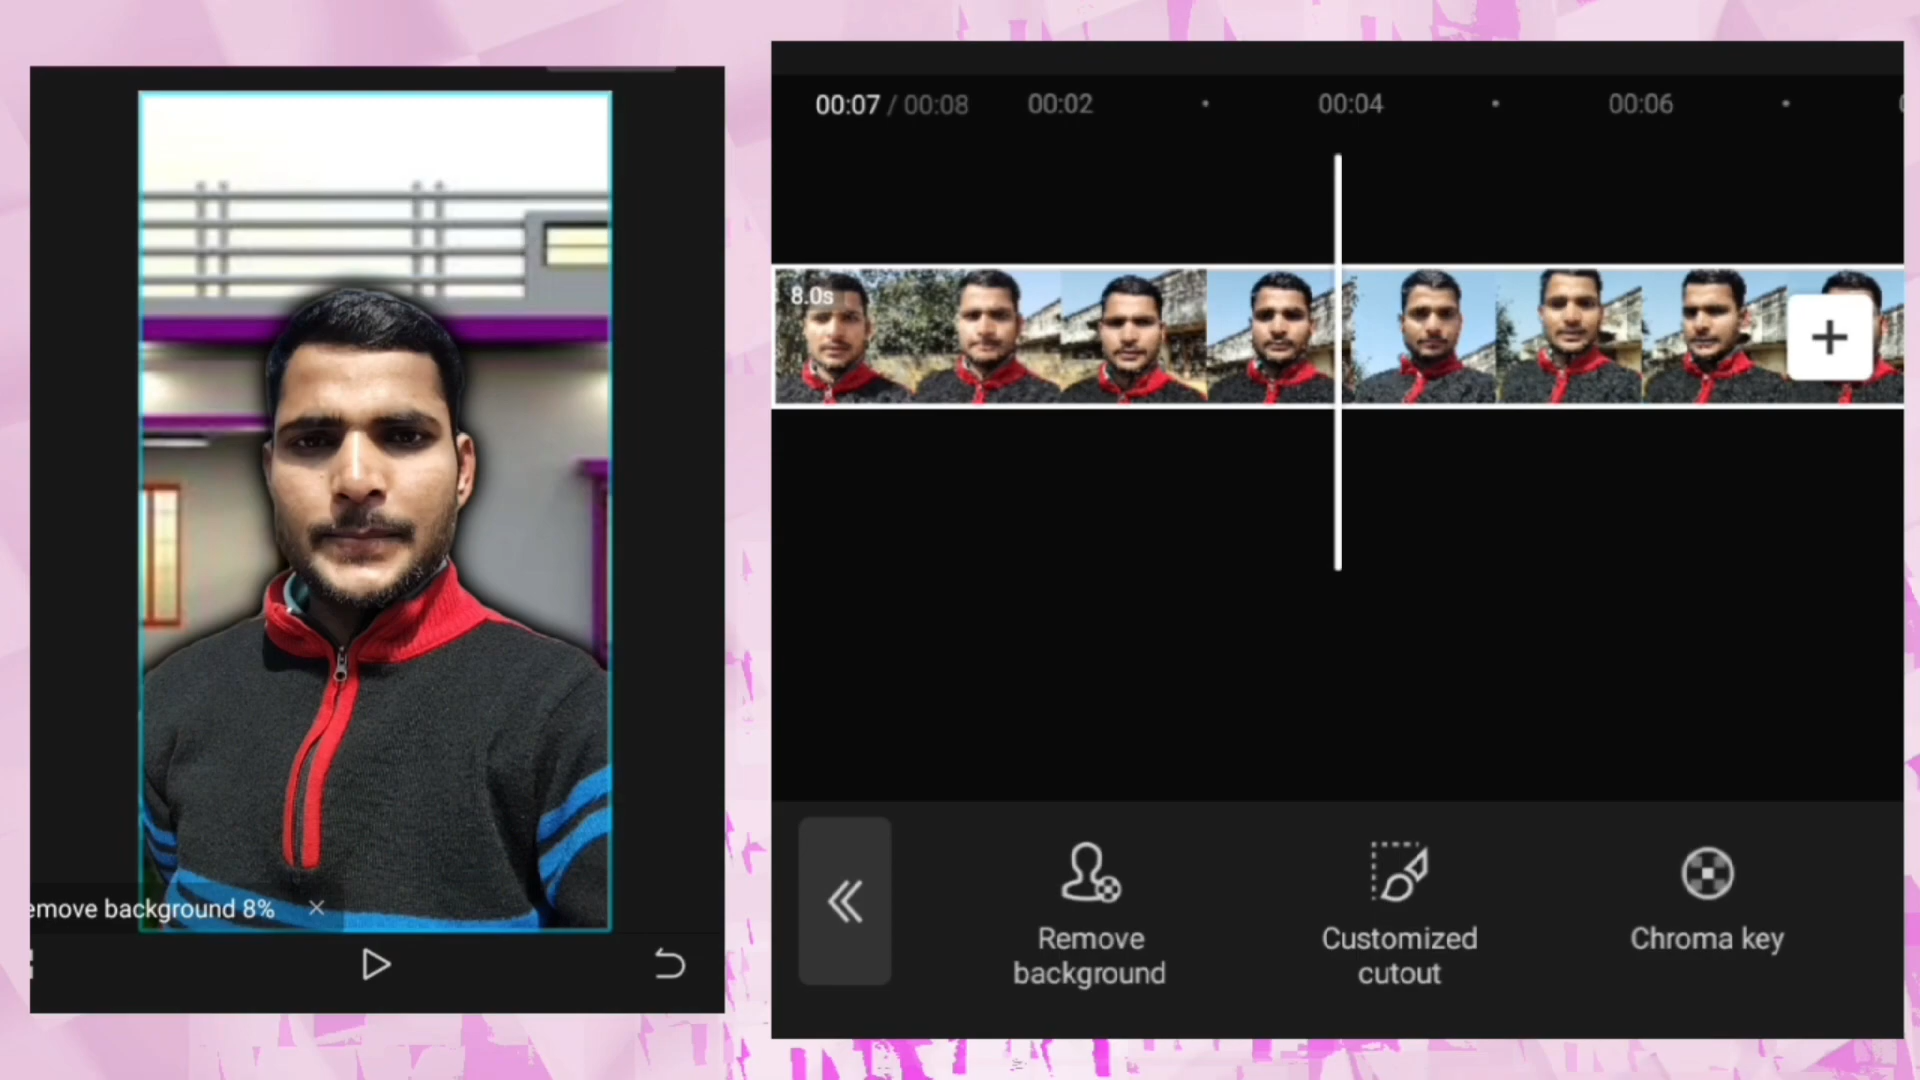 emove background 8%
00:07 / 00:08 00:02 00:04 00:06
8.0s
Remove
background
Customized
cutout
Chroma key